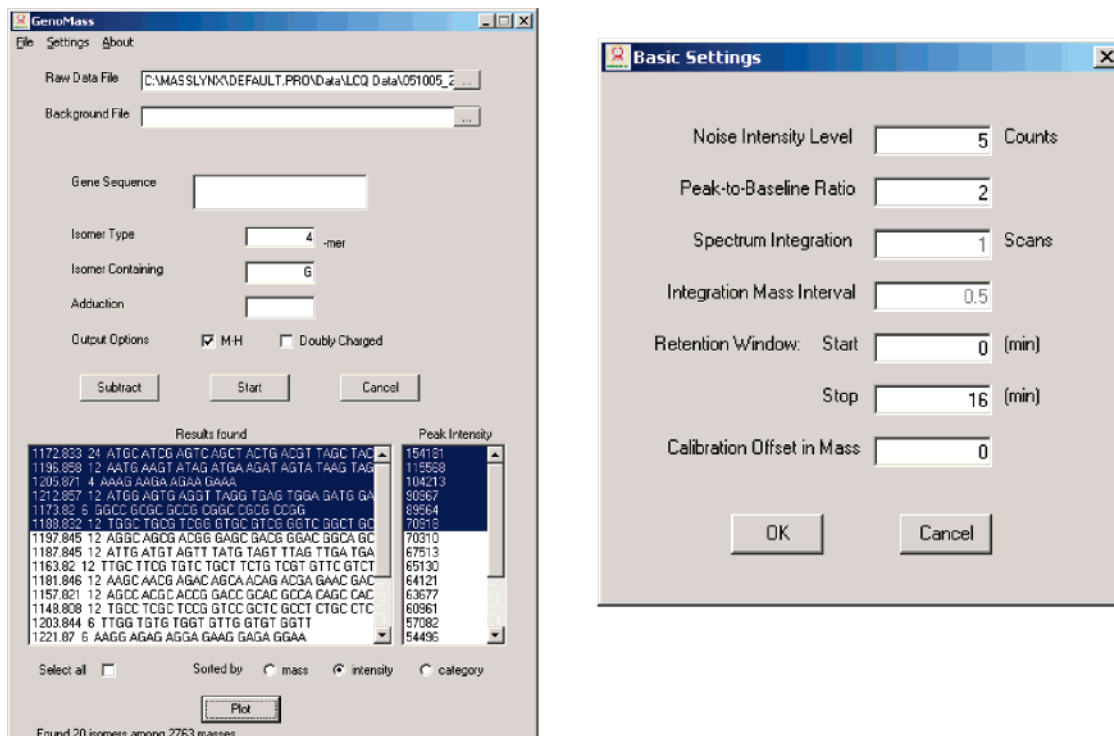 GenoMass
File Settings About
Raw Data File C:\MASSLYNX\DEFAULT.PRO\Data\LCQ Data\051005_2 ...
Background File ...
Gene Sequence
Isomer Type 4 -mer
Isomer Containing G
Adduction
Output Options M-H Doubly Charged
Subtract Start Cancel
Results found Peak Intensity
1172.833 24 ATGC ATCG AGTC AGCT ACTG ACGT TAGC TAC 154181
1196.858 12 AATG AAGT ATAG ATGA AGAT AGTA TAAG TAG 115568
1205.871 4 AAAG AAGA AGAA GAAA 104213
1212.857 12 ATGG AGTG AGGT TAGG TGAG TGGA GATG GA 90967
1173.82 6 GGCC GCGC GCCG CGGC CGCG CCGG 89564
1188.832 12 TGGC TGCG TCGG GTGC GTCG GGTC GGCT GC 70918
1197.845 12 AGGC AGCG ACGG GAGC GACG GGAC GGCA GC 70310
1187.845 12 ATTG ATGT AGTT TATG TAGT TTAG TTGA TGA 67513
1163.82 12 TTGC TTCG TGTC TGCT TCTG TCGT GTTC GTCT 65130
1181.846 12 AAGC AACG AGAC AGCA ACAG ACGA GAAC GAC 64121
1157.821 12 AGCC ACGC ACCG GACC GCAC GCCA CAGC CAC 63677
1148.808 12 TGCC TCGC TCCG GTCC GCTC GCCT CTGC CTC 60961
1203.844 6 TTGG TGTG TGGT GTTG GTGT GGTT 57082
1221.87 6 AAGG AGAG AGGA GAAG GAGA GGAA 54496
Select all Sorted by mass intensity category
Plot
Found 20 isomers among 2763 masses
Basic Settings
Noise Intensity Level 5 Counts
Peak-to-Baseline Ratio 2
Spectrum Integration 1 Scans
Integration Mass Interval 0.5
Retention Window: Start 0 (min)
Stop 16 (min)
Calibration Offset in Mass 0
OK Cancel